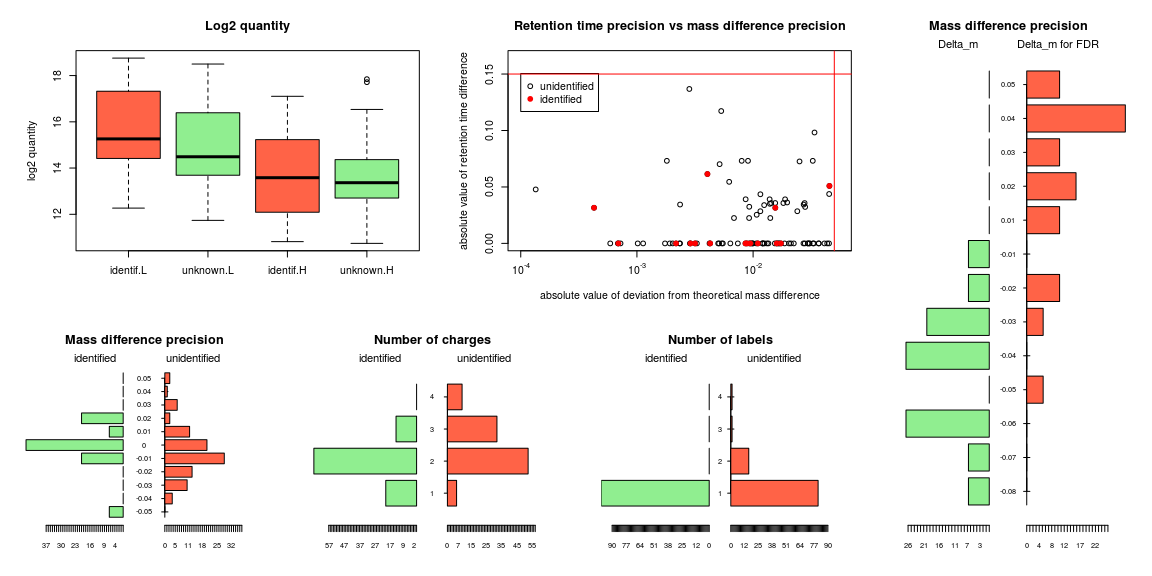 Log2 quantity
log2 quantity
18
16
14
12
identif.L unknown.L identif.H unknown.H
Retention time precision vs mass difference precision
absolute value of retention time difference
0.15
0.10
0.05
0.00
unidentified
identified
10-4 10-3 10-2
absolute value of deviation from theoretical mass difference
Mass difference precision
Delta_m Delta_m for FDR
0.05
0.04
0.03
0.02
0.01
-0.01
-0.02
-0.03
-0.04
-0.05
-0.06
-0.07
-0.08
26 21 16 11 7 3
0 4 8 12 17 22
Mass difference precision
identified unidentified
0.05
0.04
0.03
0.02
0.01
0
-0.01
-0.02
-0.03
-0.04
-0.05
37 30 23 16 9 4
0 5 11 18 25 32
Number of charges
identified unidentified
4
3
2
1
57 47 37 27 17 9 2
0 7 15 25 35 45 55
Number of labels
identified unidentified
4
3
2
1
90 77 64 51 38 25 12 0
0 12 25 38 51 64 77 90